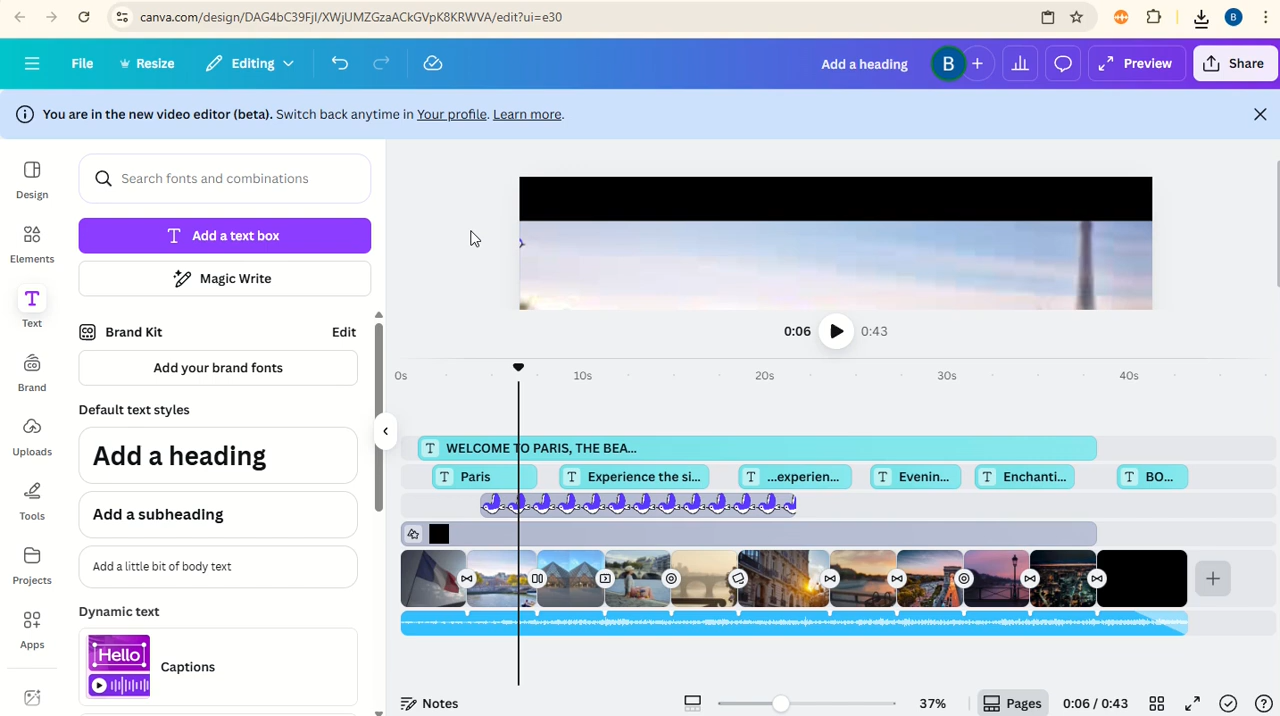 canva.com/design/DAG4bC39FjI/XWjUMZGzaACkGVpK8KRWVA/edit?ui=e30
B
File Resize Editing Add a heading B Preview Share
You are in the new video editor (beta). Switch back anytime in Your profile. Learn more.
Design
Elements
Text
Brand
Uploads
Tools
Projects
Apps
Search fonts and combinations
Add a text box
Magic Write
Brand Kit Edit
Add your brand fonts
Default text styles
Add a heading
Add a subheading
Add a little bit of body text
Dynamic text
Hello
Captions
0:06 0:43
0s 10s 20s 30s 40s
WELCOME TO PARIS, THE BEA...
Paris Experience the si... ...experien... Evenin... Enchanti... BO...
Notes 37% Pages 0:06 / 0:43